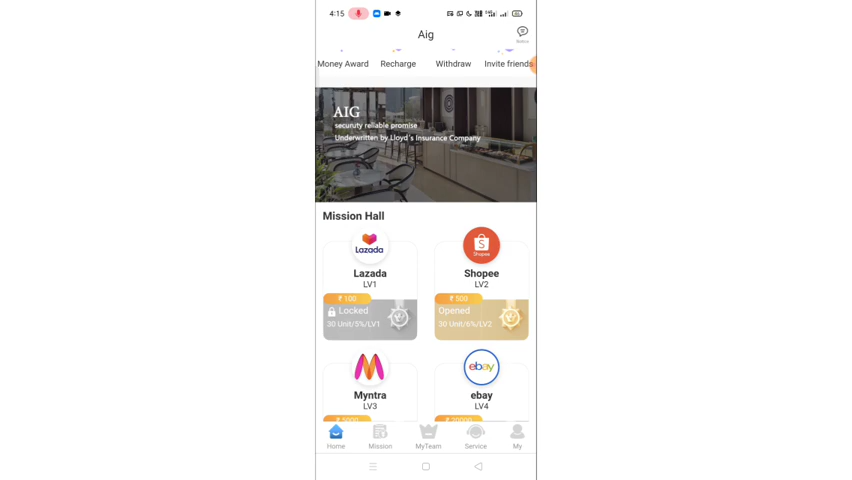 4:15
Aig
Money Award Recharge Withdraw Invite friends
AIG
securuty reliable promise
Underwritten by Lloyd's Insurance Company
Mission Hall
Lazada
Shopee
Lazada Shopee
LV1 LV2
₹ 100 ₹ 500
Locked Opened
30 Unit/5%/LV1 30 Unit/6%/LV2
ebay
Myntra ebay
LV3 LV4
Home Mission MyTeam Service My